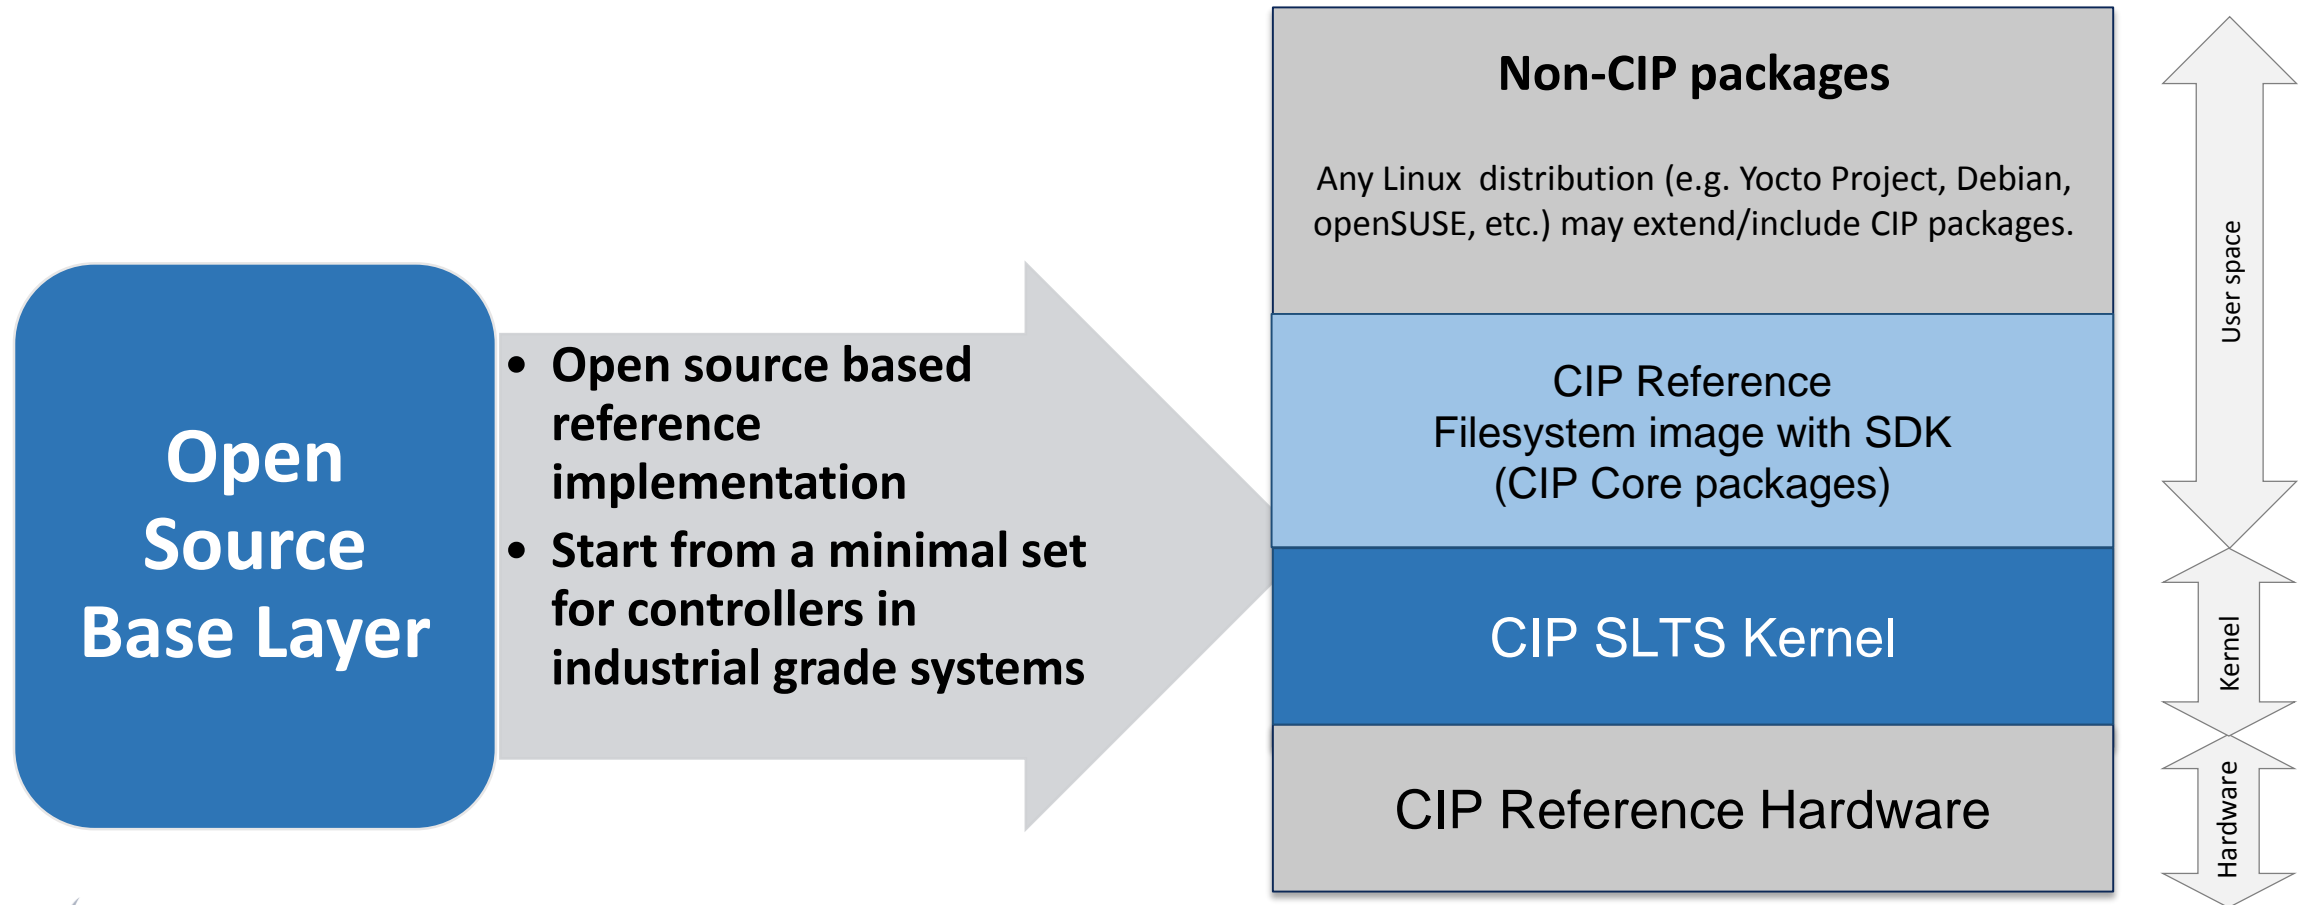 Open
Source
Base Layer
• Open source based
reference
implementation
• Start from a minimal set
for controllers in
industrial grade systems
Non-CIP packages
Any Linux distribution (e.g. Yocto Project, Debian,
openSUSE, etc.) may extend/include CIP packages.
CIP Reference
Filesystem image with SDK
(CIP Core packages)
CIP SLTS Kernel
CIP Reference Hardware
User space
Kernel
Hardware